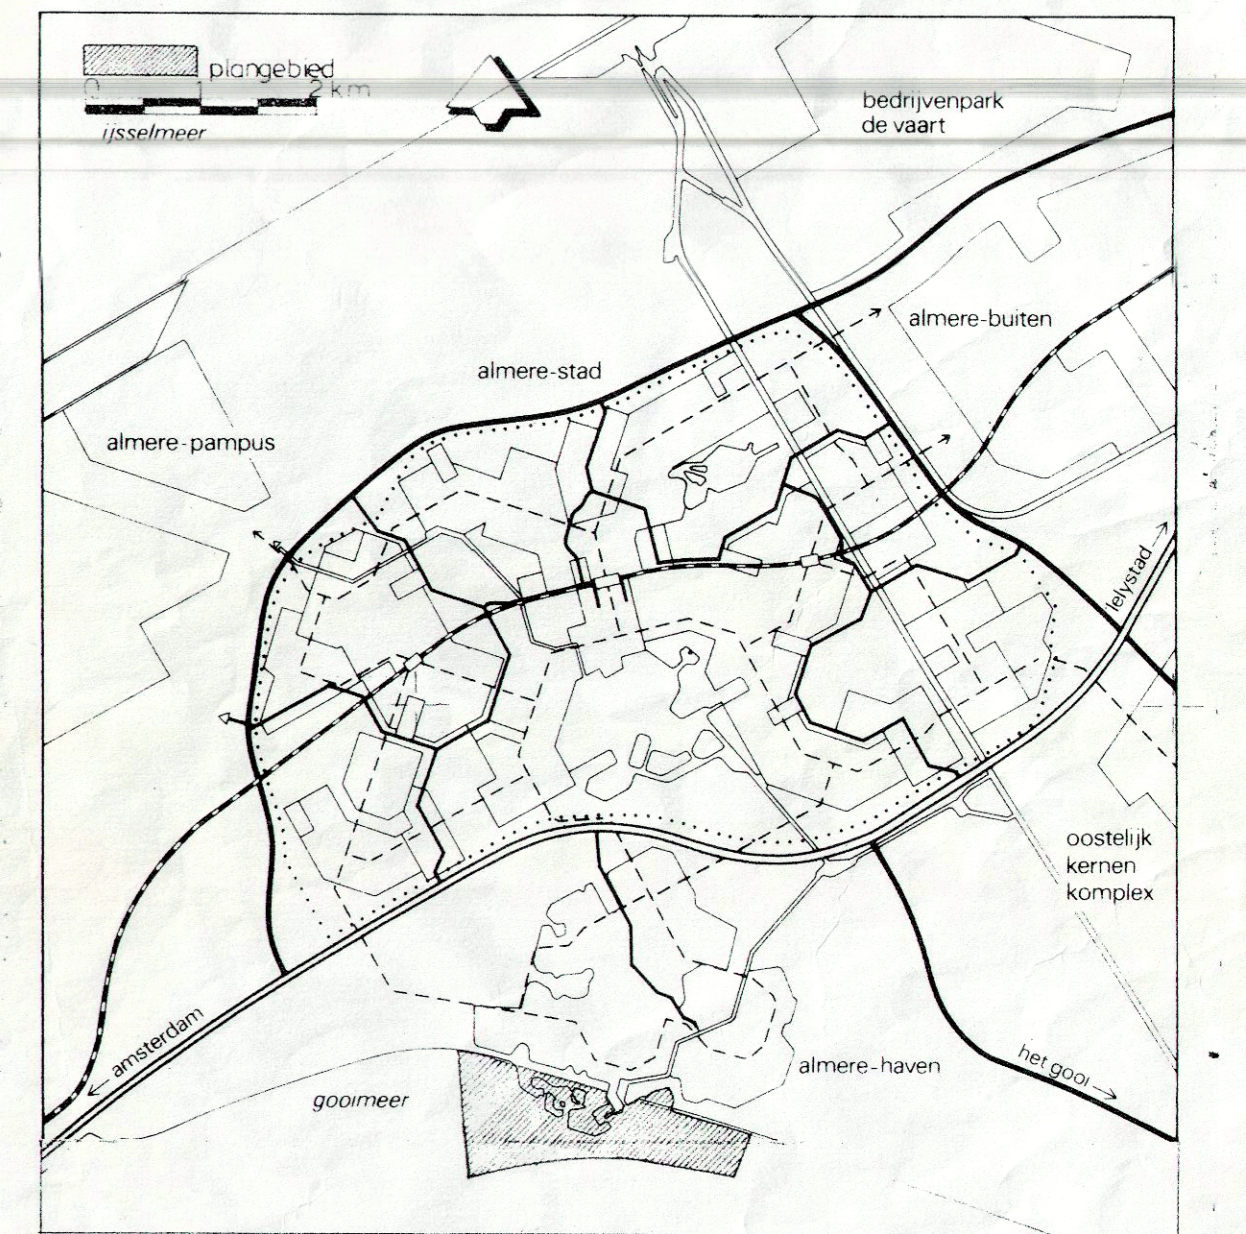 plangebied
0 1 2 km
ijsselmeer
bedrijvenpark
de vaart
almere-buiten
almere-stad
almere-pampus
lelystad
oostelijk
kernen
komplex
amsterdam
het gooi
almere-haven
gooimeer